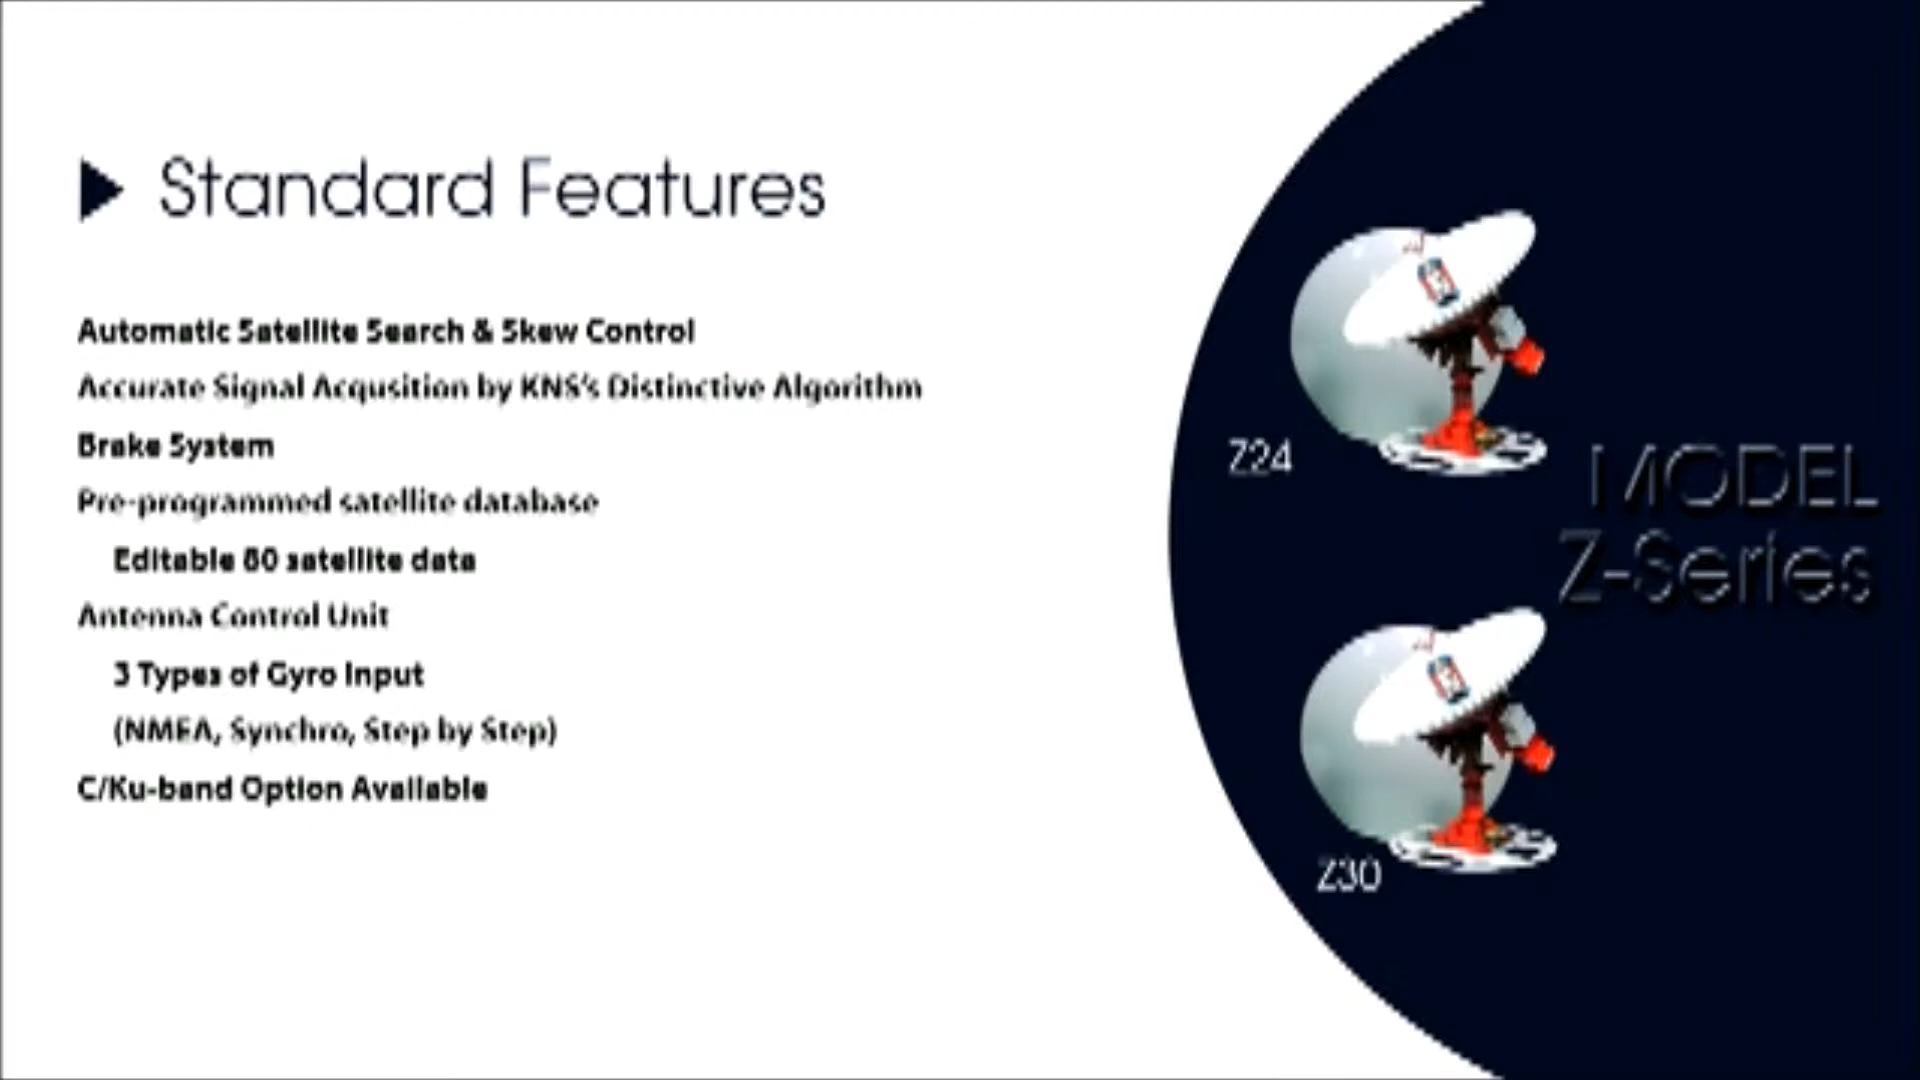 Standard Features
Automatic Satellite Search & Skew Control
Accurate Signal Acqusition by KNS's Distinctive Algorithm
Brake System
Pre-programmed satellite database
Editable 80 satellite data
Antenna Control Unit
3 Types of Gyro Input
(NMEA, Synchro, Step by Step)
C/Ku-band Option Available
Z24
MODEL
Z-Series
Z30